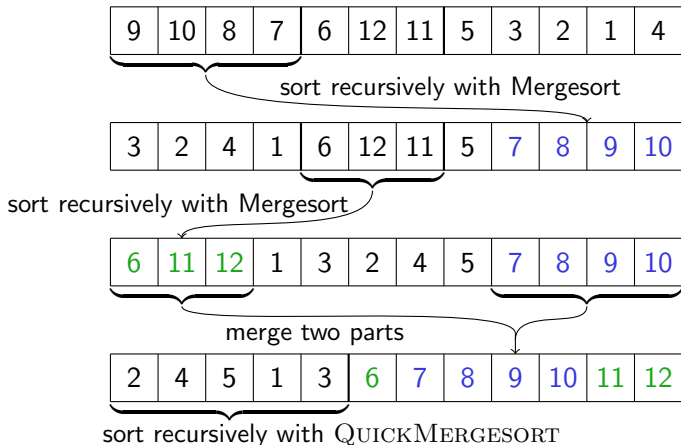 9 10 8 7 6 12 11 5 3 2 1 4
sort recursively with Mergesort
3 2 4 1 6 12 11 5 7 8 9 10
sort recursively with Mergesort
6 11 12 1 3 2 4 5 7 8 9 10
merge two parts
2 4 5 1 3 6 7 8 9 10 11 12
sort recursively with QUICKMERGESORT